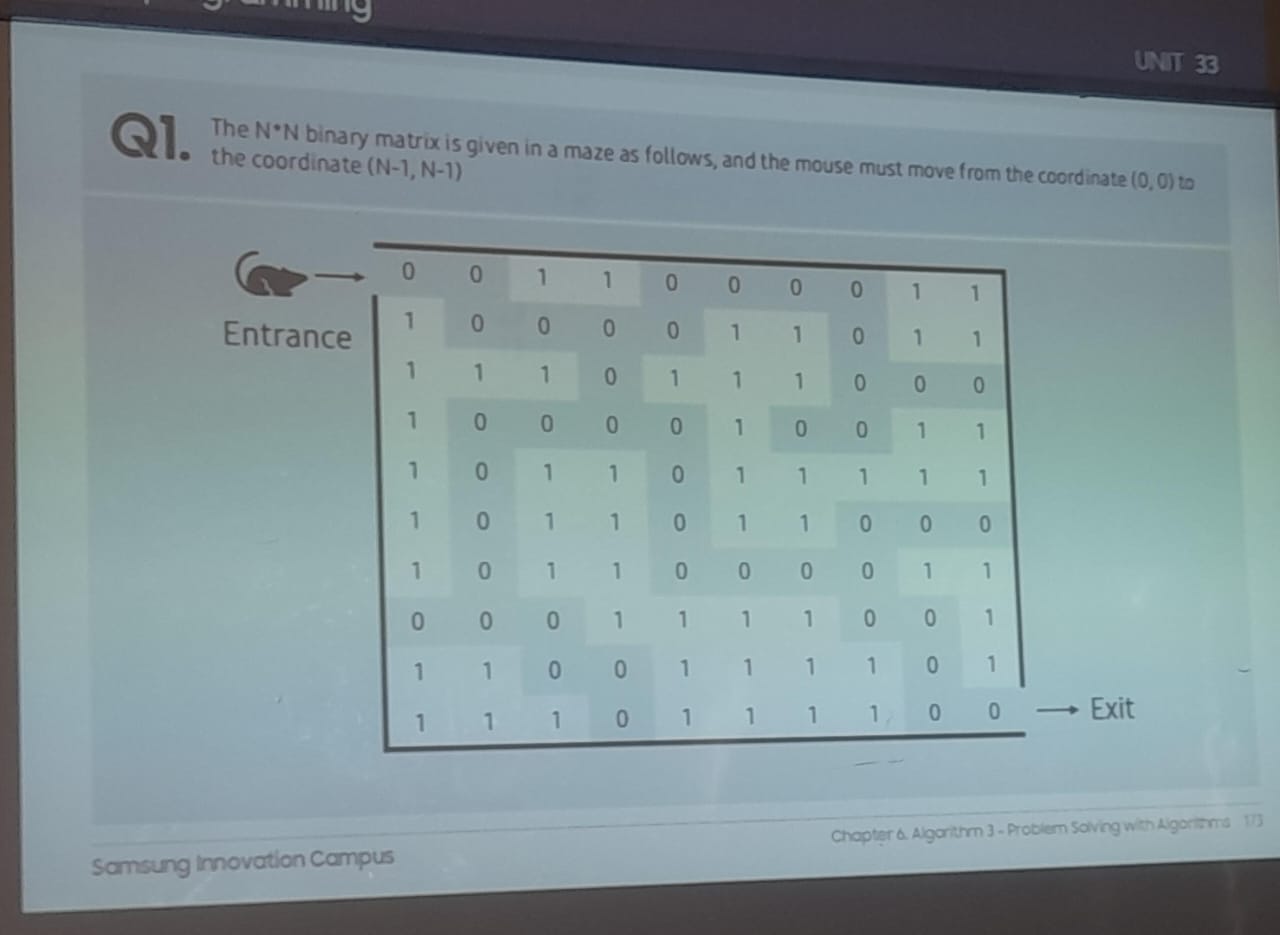 UNIT 33
Q1. The N*N binary matrix is given in a maze as follows, and the mouse must move from the coordinate (0, 0) to
the coordinate (N-1, N-1)
0 0 1 1 0 0 0 0 1 1
Entrance
1 0 0 0 0 1 1 0 1 1
1 1 1 0 1 1 1 0 0 0
1 0 0 0 0 1 0 0 1 1
1 0 1 1 0 1 1 1 1 1
1 0 1 1 0 1 1 0 0 0
1 0 1 1 0 0 0 0 1 1
0 0 0 1 1 1 1 0 0 1
1 1 0 0 1 1 1 1 0 1
1 1 1 0 1 1 1 1 0 0 Exit
Chapter 6. Algorithm 3 - Problem Solving with Algorithms 173
Samsung Innovation Campus